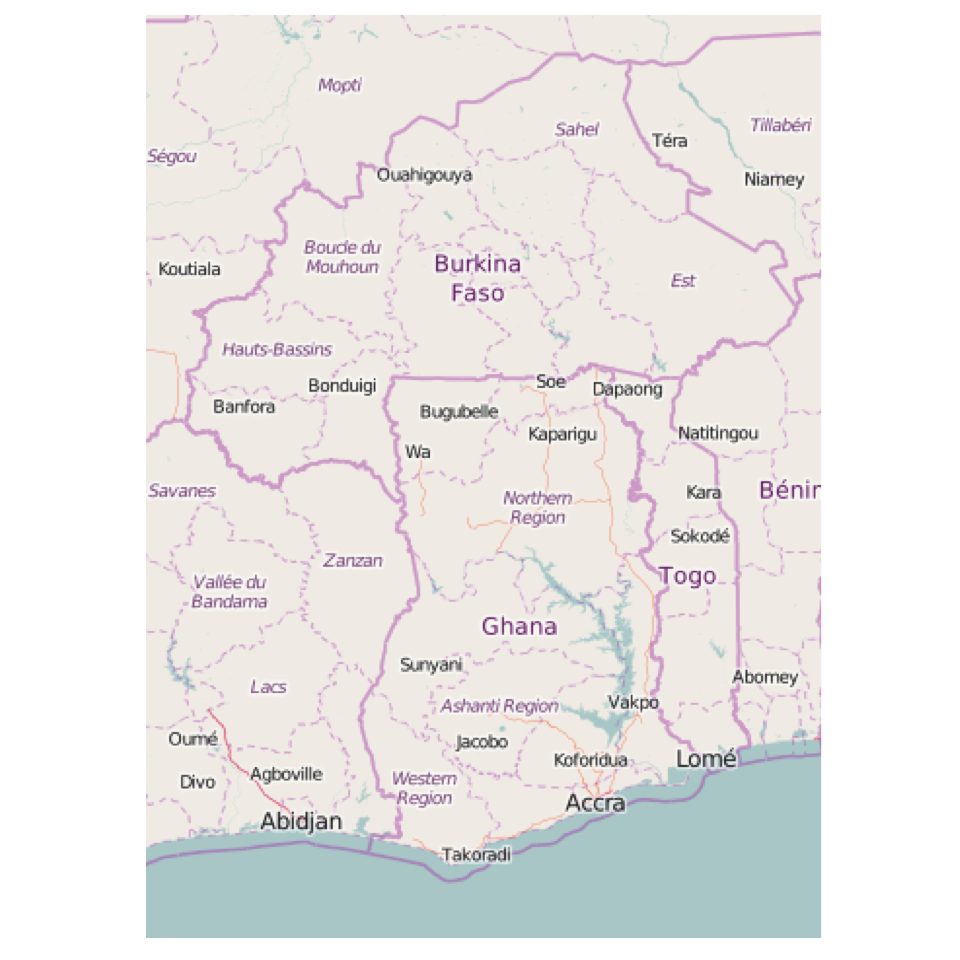 Mopti
Sahel
Tillabéri
Téra
Ségou
Ouahigouya
Niamey
Boucle du
Mouhoun
Koutiala
Burkina
Faso
Est
Hauts-Bassins
Bonduigi
Soe
Dapaong
Banfora
Bugubelle
Kaparigu
Natitingou
Wa
Savanes
Northern
Region
Kara
Bénin
Sokodé
Zanzan
Togo
Vallée du
Bandama
Ghana
Sunyani
Abomey
Lacs
Ashanti Region
Vakpo
Oumé
Jacobo
Koforidua
Lomé
Divo
Agboville
Western
Region
Accra
Abidjan
Takoradi